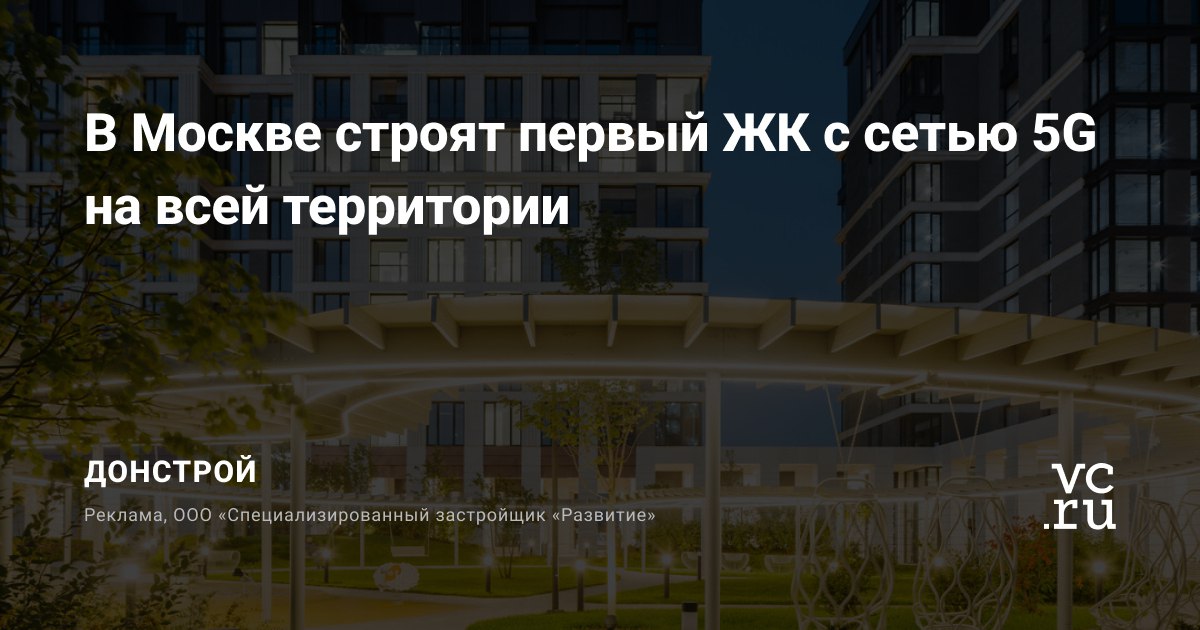 В Москве строят первый ЖК с сетью 5G
на всей территории
ДОНСТРОЙ
Реклама, ООО «Специализированный застройщик «Развитие»
vc
.ru